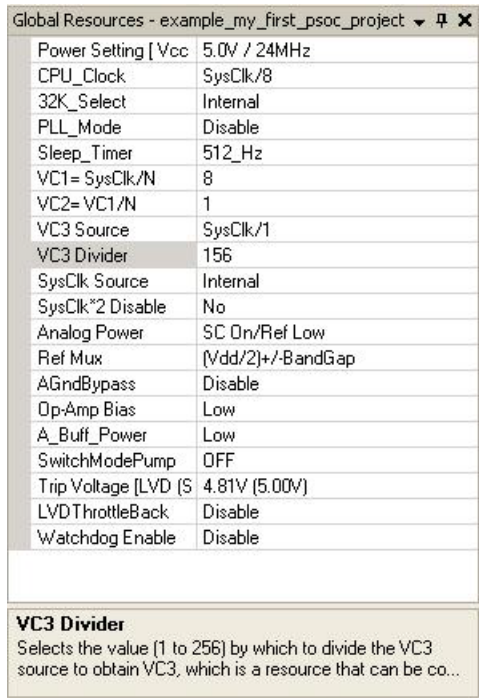 Global Resources - example_my_first_psoc_project
Power Setting [ Vcc 5.0V / 24MHz
CPU_Clock SysClk/8
32K_Select Internal
PLL_Mode Disable
Sleep_Timer 512_Hz
VC1= SysClk/N 8
VC2= VC1/N 1
VC3 Source SysClk/1
VC3 Divider 156
SysClk Source Internal
SysClk*2 Disable No
Analog Power SC On/Ref Low
Ref Mux (Vdd/2)+/-BandGap
AGndBypass Disable
Op-Amp Bias Low
A_Buff_Power Low
SwitchModePump OFF
Trip Voltage [LVD (S 4.81V (5.00V)
LVDThrottleBack Disable
Watchdog Enable Disable
VC3 Divider
Selects the value (1 to 256) by which to divide the VC3
source to obtain VC3, which is a resource that can be co...